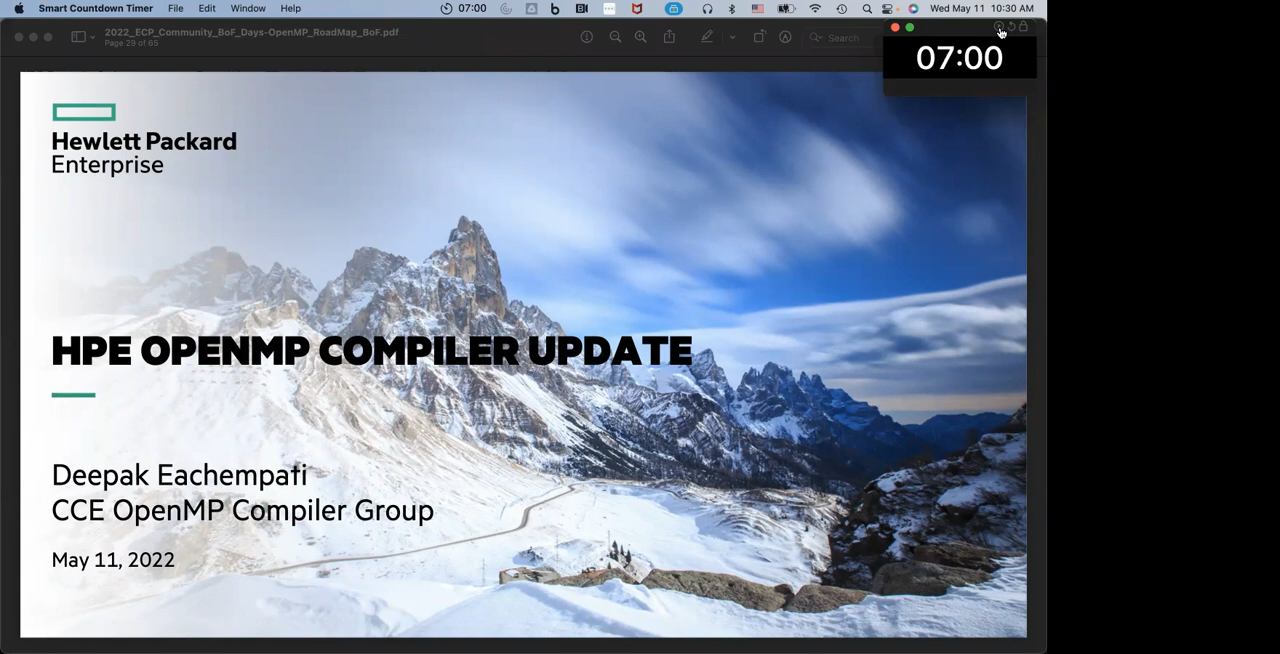 Smart Countdown Timer File Edit Window Help 07:00 Wed May 11 10:30 AM
2022_ECP_Community_BoF_Days-OpenMP_RoadMap_BoF.pdf
Page 29 of 65
Search
07:00
Hewlett Packard
Enterprise
HPE OPENMP COMPILER UPDATE
Deepak Eachempati
CCE OpenMP Compiler Group
May 11, 2022